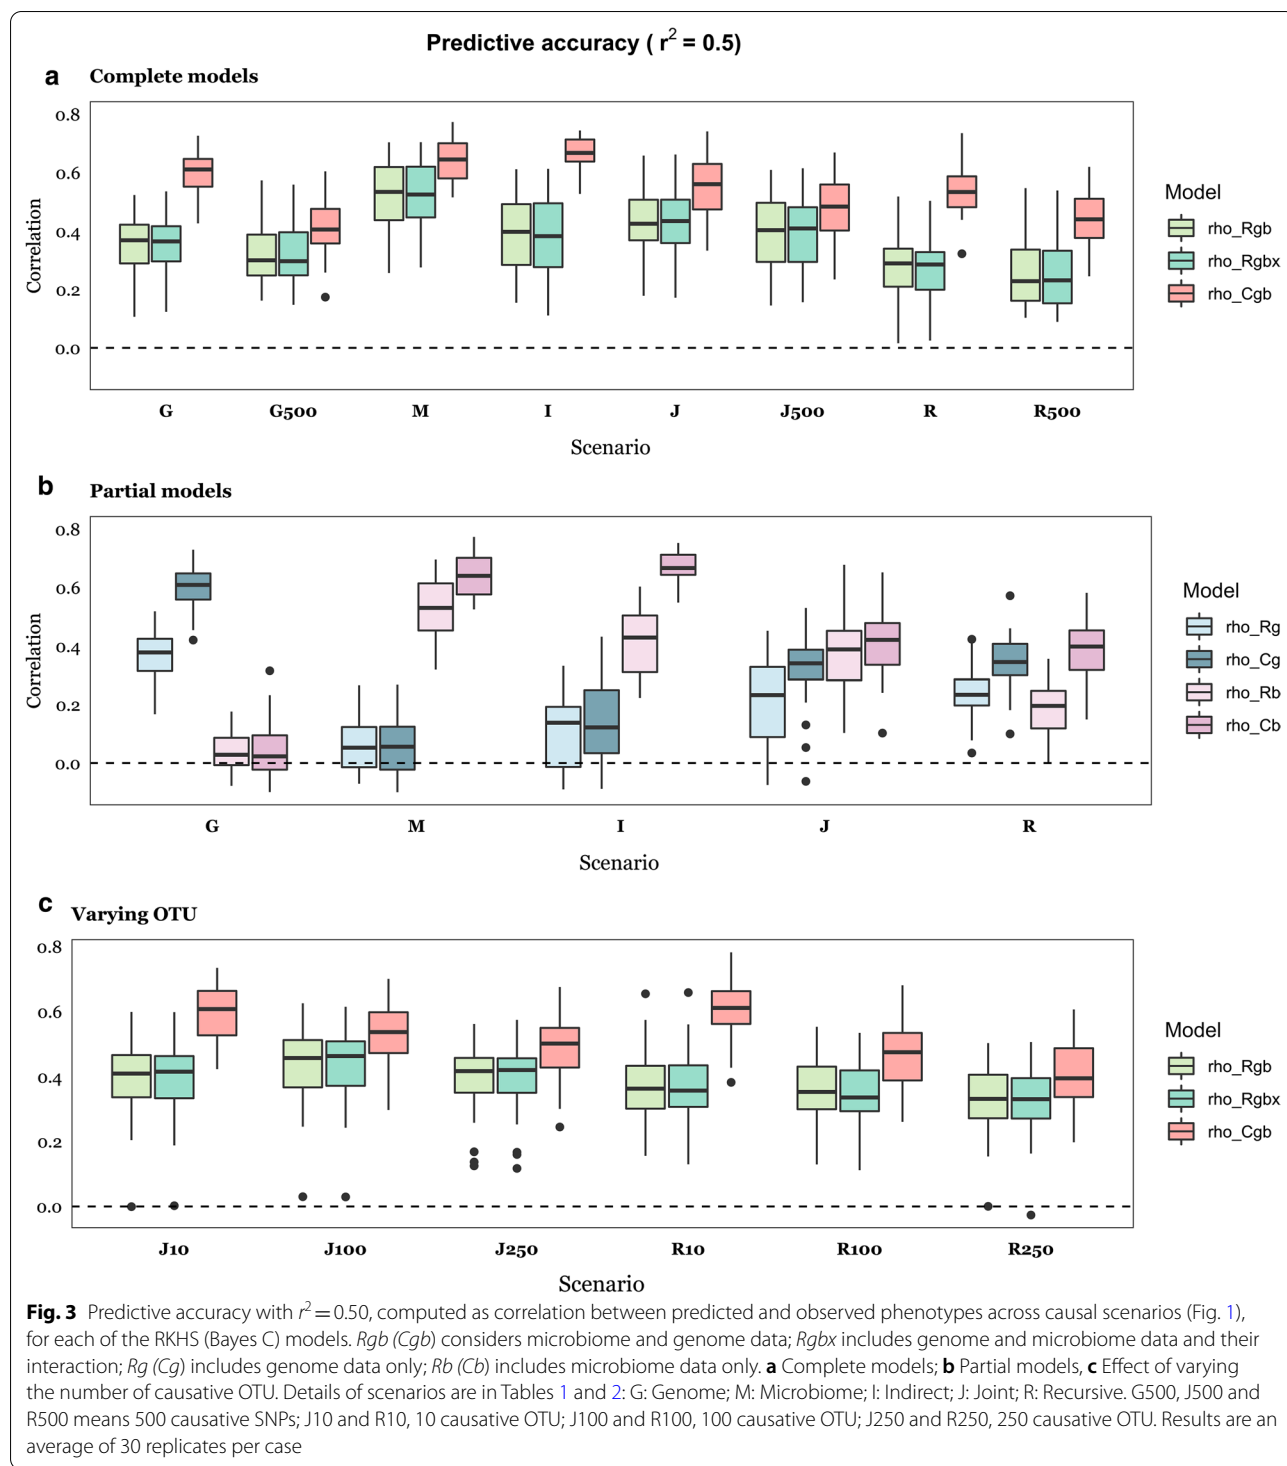 Predictive accuracy ( r² = 0.5)
a Complete models
0.8
0.6
0.4
0.2
0.0
Correlation
G G500 M I J J500 R R500
Scenario
Model
rho_Rgb
rho_Rgbx
rho_Cgb
b Partial models
0.8
0.6
0.4
0.2
0.0
Correlation
G M I J R
Scenario
Model
rho_Rg
rho_Cg
rho_Rb
rho_Cb
c Varying OTU
0.8
0.6
0.4
0.2
0.0
J10 J100 J250 R10 R100 R250
Scenario
Model
rho_Rgb
rho_Rgbx
rho_Cgb
Fig. 3 Predictive accuracy with r² = 0.50, computed as correlation between predicted and observed phenotypes across causal scenarios (Fig. 1),
for each of the RKHS (Bayes C) models. Rgb (Cgb) considers microbiome and genome data; Rgbx includes genome and microbiome data and their
interaction; Rg (Cg) includes genome data only; Rb (Cb) includes microbiome data only. a Complete models; b Partial models, c Effect of varying
the number of causative OTU. Details of scenarios are in Tables 1 and 2: G: Genome; M: Microbiome; I: Indirect; J: Joint; R: Recursive. G500, J500 and
R500 means 500 causative SNPs; J10 and R10, 10 causative OTU; J100 and R100, 100 causative OTU; J250 and R250, 250 causative OTU. Results are an
average of 30 replicates per case